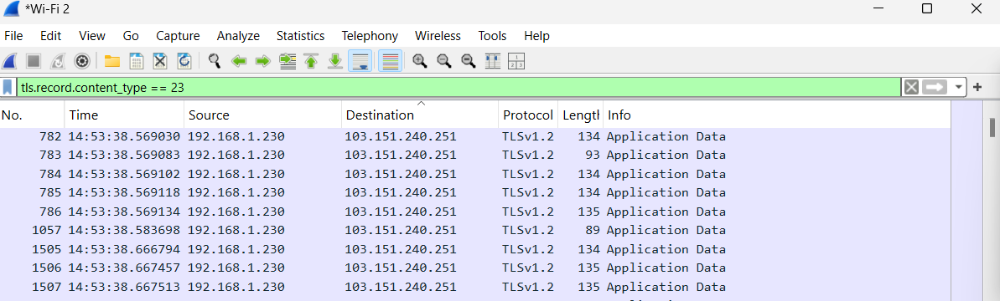 *Wi-Fi 2
File Edit View Go Capture Analyze Statistics Telephony Wireless Tools Help
tls.record.content_type == 23
No. Time Source Destination Protocol Length Info
782 14:53:38.569030 192.168.1.230 103.151.240.251 TLSv1.2 134 Application Data
783 14:53:38.569083 192.168.1.230 103.151.240.251 TLSv1.2 93 Application Data
784 14:53:38.569102 192.168.1.230 103.151.240.251 TLSv1.2 134 Application Data
785 14:53:38.569118 192.168.1.230 103.151.240.251 TLSv1.2 134 Application Data
786 14:53:38.569134 192.168.1.230 103.151.240.251 TLSv1.2 135 Application Data
1057 14:53:38.583698 192.168.1.230 103.151.240.251 TLSv1.2 89 Application Data
1505 14:53:38.666794 192.168.1.230 103.151.240.251 TLSv1.2 134 Application Data
1506 14:53:38.667457 192.168.1.230 103.151.240.251 TLSv1.2 135 Application Data
1507 14:53:38.667513 192.168.1.230 103.151.240.251 TLSv1.2 135 Application Data